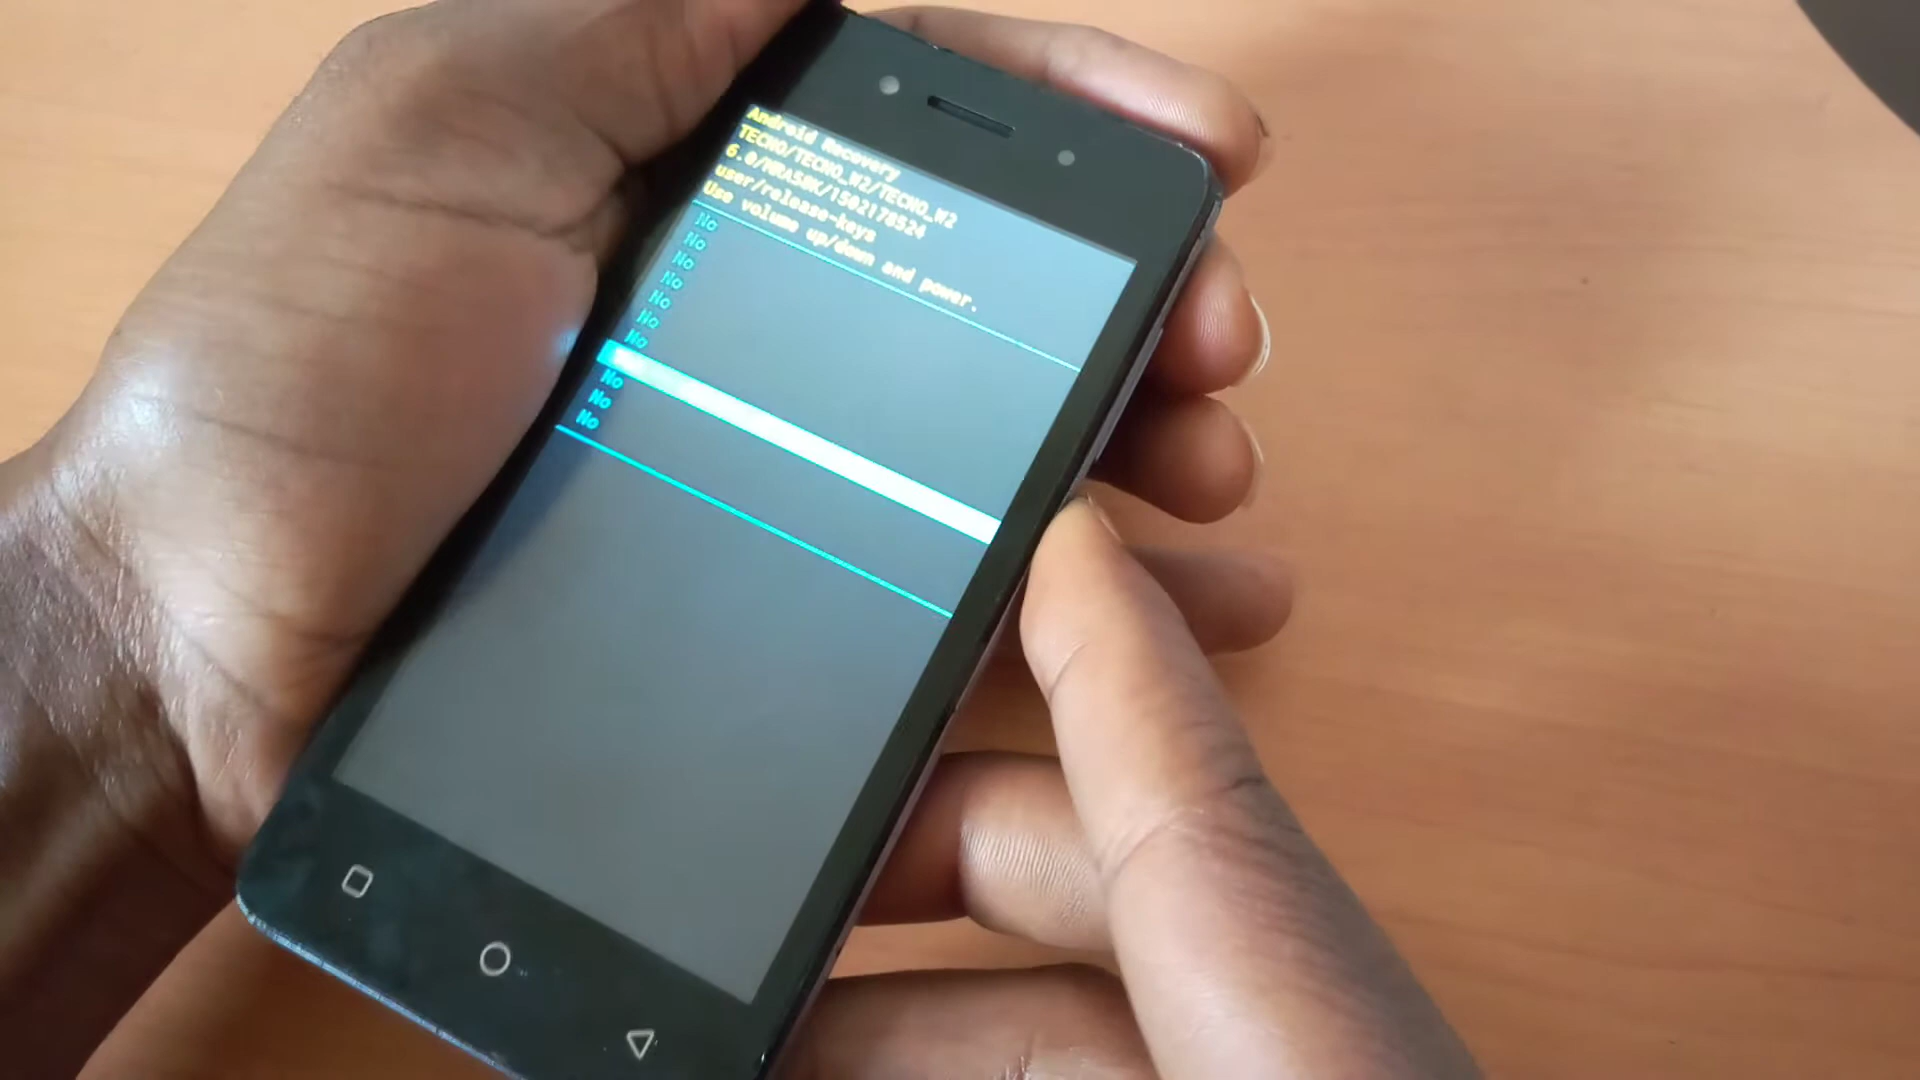 Android Recovery
TECNO/TECNO_W2/TECNO_W2
6.0/MRA58K/1502178524
user/release-keys
Use volume up/down and power.
No
No
No
No
No
No
No
No
No
No